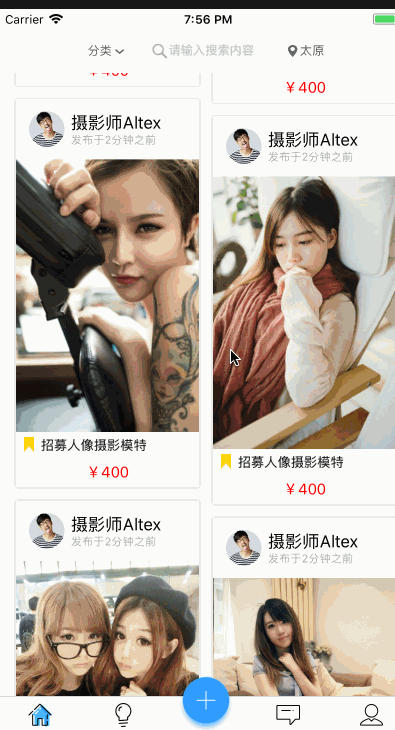 Carrier 7:56 PM
分类 请输入搜索内容 太原
￥400
￥400
摄影师Altex
发布于2分钟之前
摄影师Altex
发布于2分钟之前
招募人像摄影模特
￥400
招募人像摄影模特
￥400
摄影师Altex
发布于2分钟之前
摄影师Altex
发布于2分钟之前